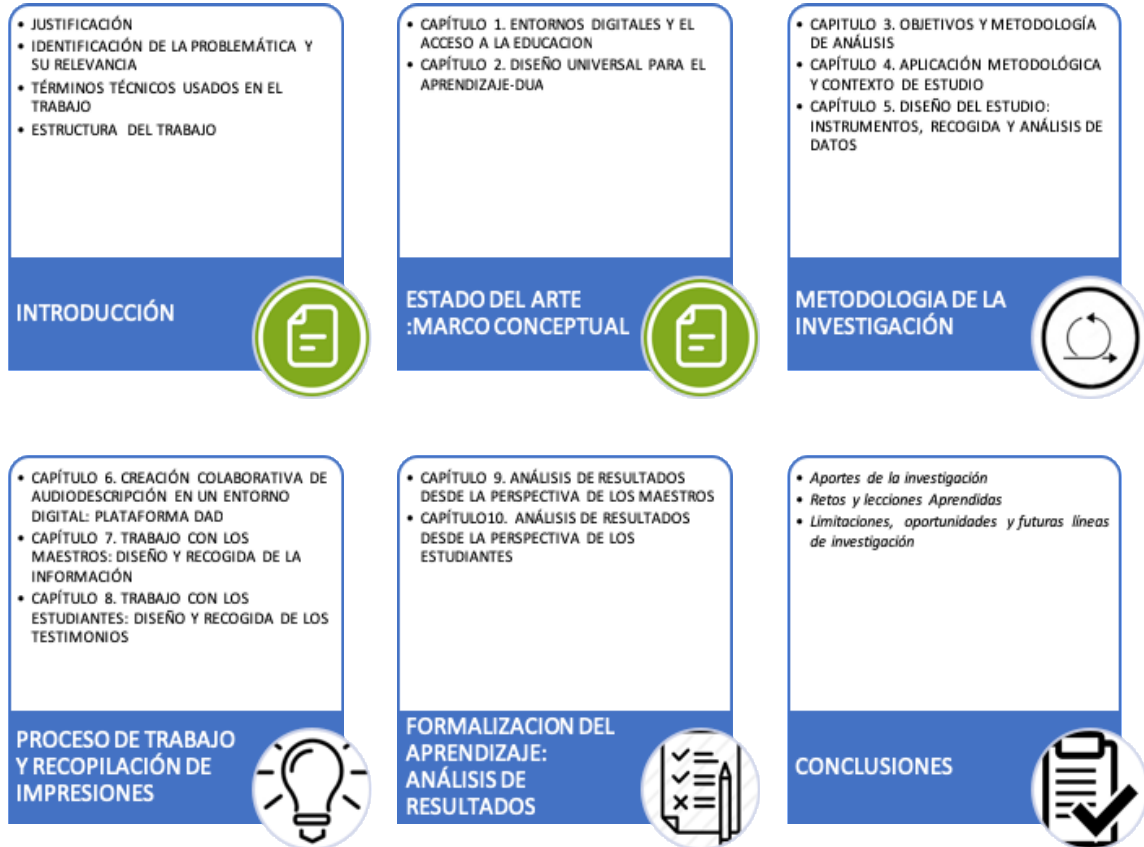 • JUSTIFICACIÓN
• IDENTIFICACIÓN DE LA PROBLEMÁTICA Y
SU RELEVANCIA
• TÉRMINOS TÉCNICOS USADOS EN EL
TRABAJO
• ESTRUCTURA DEL TRABAJO
INTRODUCCIÓN
• CAPÍTULO 1. ENTORNOS DIGITALES Y EL
ACCESO A LA EDUCACION
• CAPÍTULO 2. DISEÑO UNIVERSAL PARA EL
APRENDIZAJE-DUA
ESTADO DEL ARTE
:MARCO CONCEPTUAL
• CAPITULO 3. OBJETIVOS Y METODOLOGÍA
DE ANÁLISIS
• CAPÍTULO 4. APLICACIÓN METODOLÓGICA
Y CONTEXTO DE ESTUDIO
• CAPÍTULO 5. DISEÑO DEL ESTUDIO:
INSTRUMENTOS, RECOGIDA Y ANÁLISIS DE
DATOS
METODOLOGIA DE LA
INVESTIGACIÓN
• CAPÍTULO 6. CREACIÓN COLABORATIVA DE
AUDIODESCRIPCIÓN EN UN ENTORNO
DIGITAL: PLATAFORMA DAD
• CAPÍTULO 7. TRABAJO CON LOS
MAESTROS: DISEÑO Y RECOGIDA DE LA
INFORMACIÓN
• CAPÍTULO 8. TRABAJO CON LOS
ESTUDIANTES: DISEÑO Y RECOGIDA DE LOS
TESTIMONIOS
PROCESO DE TRABAJO
Y RECOPILACIÓN DE
IMPRESIONES
• CAPÍTULO 9. ANÁLISIS DE RESULTADOS
DESDE LA PERSPECTIVA DE LOS MAESTROS
• CAPÍTULO10. ANÁLISIS DE RESULTADOS
DESDE LA PERSPECTIVA DE LOS
ESTUDIANTES
FORMALIZACION DEL
APRENDIZAJE:
ANÁLISIS DE
RESULTADOS
• Aportes de la investigación
• Retos y lecciones Aprendidas
• Limitaciones, oportunidades y futuras líneas
de investigación
CONCLUSIONES